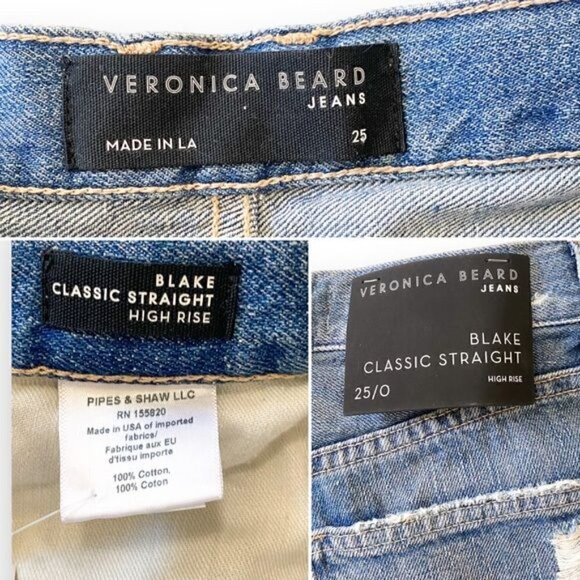 VERONICA BEARD
JEANS
MADE IN LA
25
BLAKE
CLASSIC STRAIGHT
HIGH RISE
PIPES & SHAW LLC
RN 155820
Made in USA of imported
fabrics/
Fabrique aux EU
d'tissu importe
100% Cotton,
100% Coton
VERONICA BEARD
JEANS
BLAKE
CLASSIC STRAIGHT
HIGH RISE
25/0